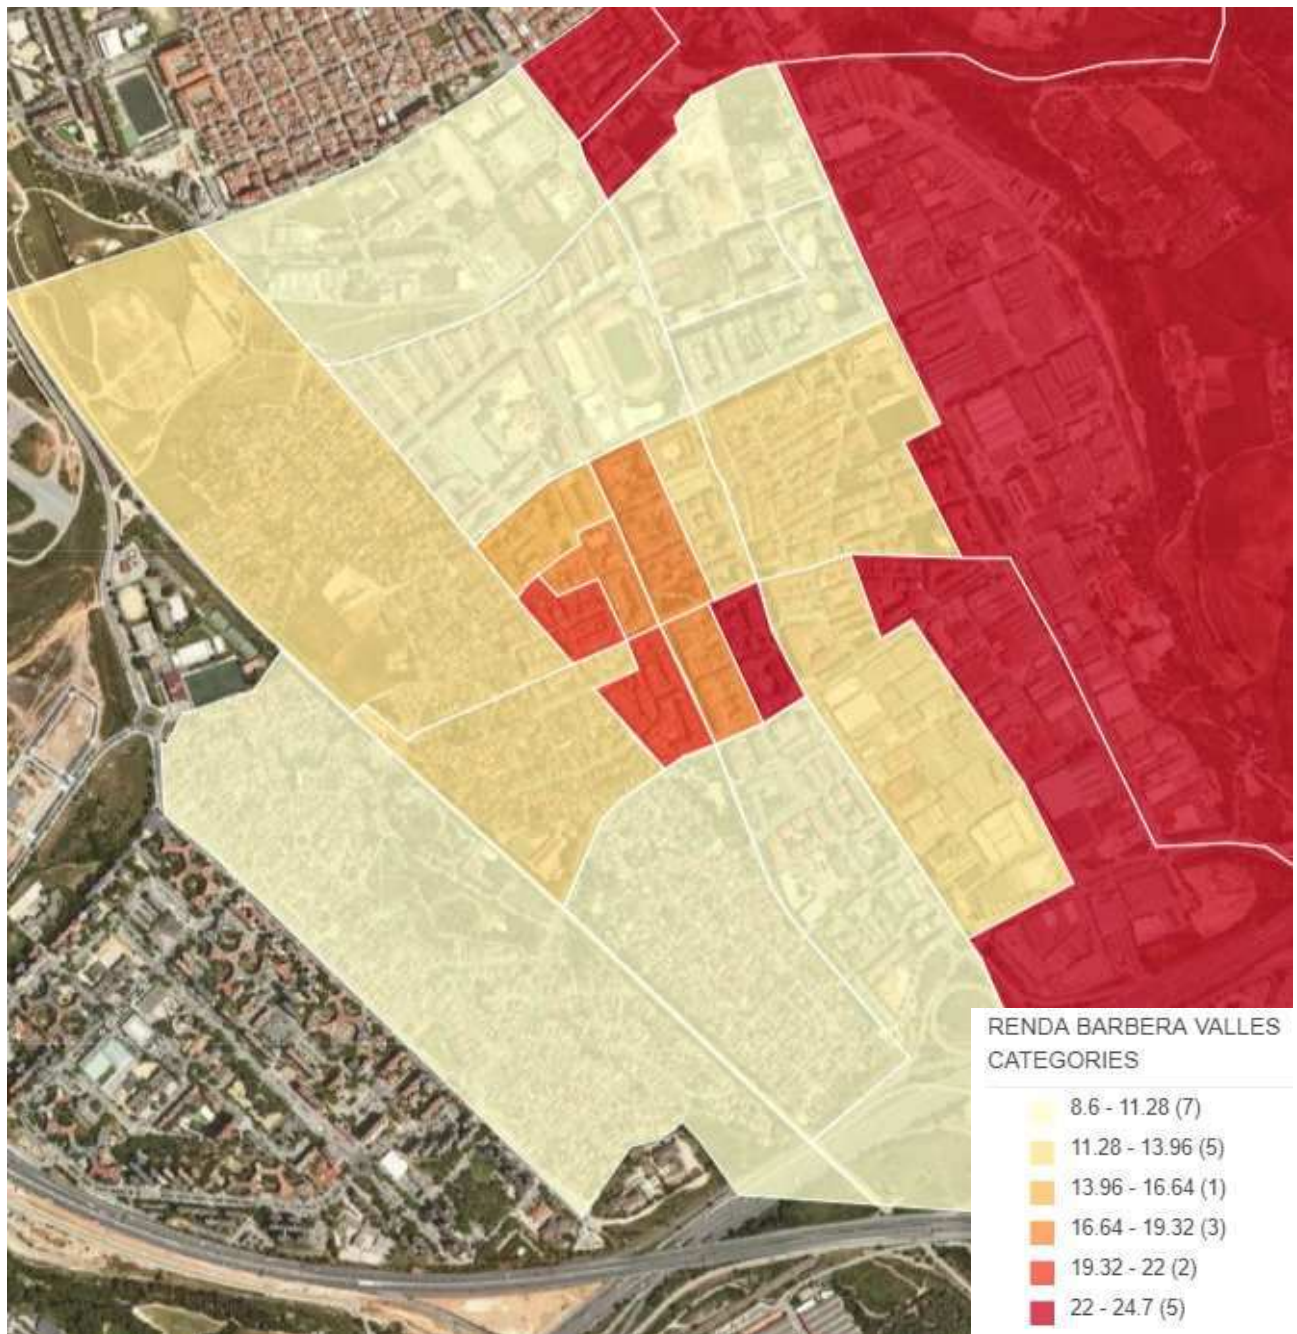 RENDA BARBERA VALLES
CATEGORIES
8.6 - 11.28 (7)
11.28 - 13.96 (5)
13.96 - 16.64 (1)
16.64 - 19.32 (3)
19.32 - 22 (2)
22 - 24.7 (5)